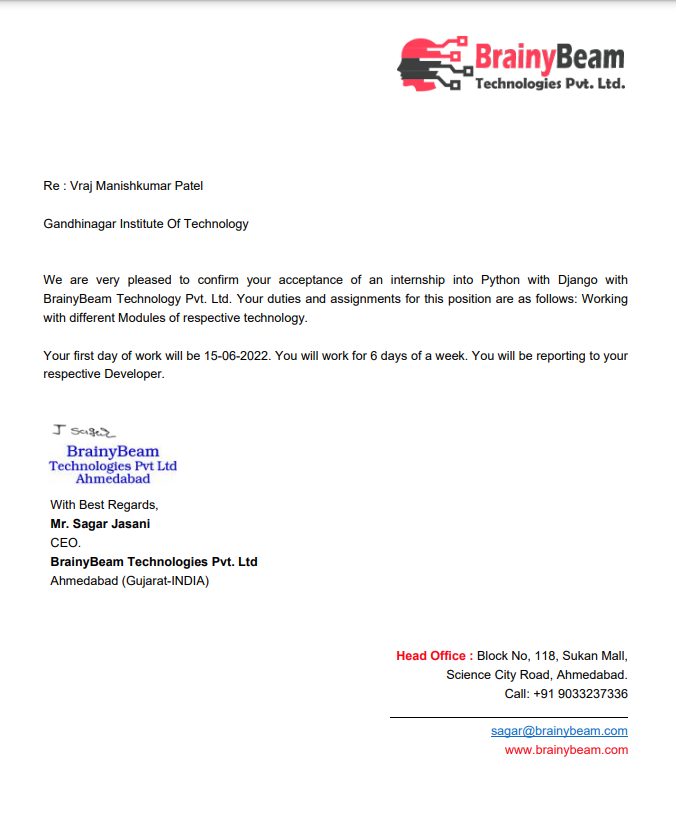 BrainyBeam
Technologies Pvt. Ltd.
Re : Vraj Manishkumar Patel
Gandhinagar Institute Of Technology
We are very pleased to confirm your acceptance of an internship into Python with Django with
BrainyBeam Technology Pvt. Ltd. Your duties and assignments for this position are as follows: Working
with different Modules of respective technology.
Your first day of work will be 15-06-2022. You will work for 6 days of a week. You will be reporting to your
respective Developer.
BrainyBeam
Technologies Pvt Ltd
Ahmedabad
With Best Regards,
Mr. Sagar Jasani
CEO.
BrainyBeam Technologies Pvt. Ltd
Ahmedabad (Gujarat-INDIA)
Head Office : Block No, 118, Sukan Mall,
Science City Road, Ahmedabad.
Call: +91 9033237336
sagar@brainybeam.com
www.brainybeam.com